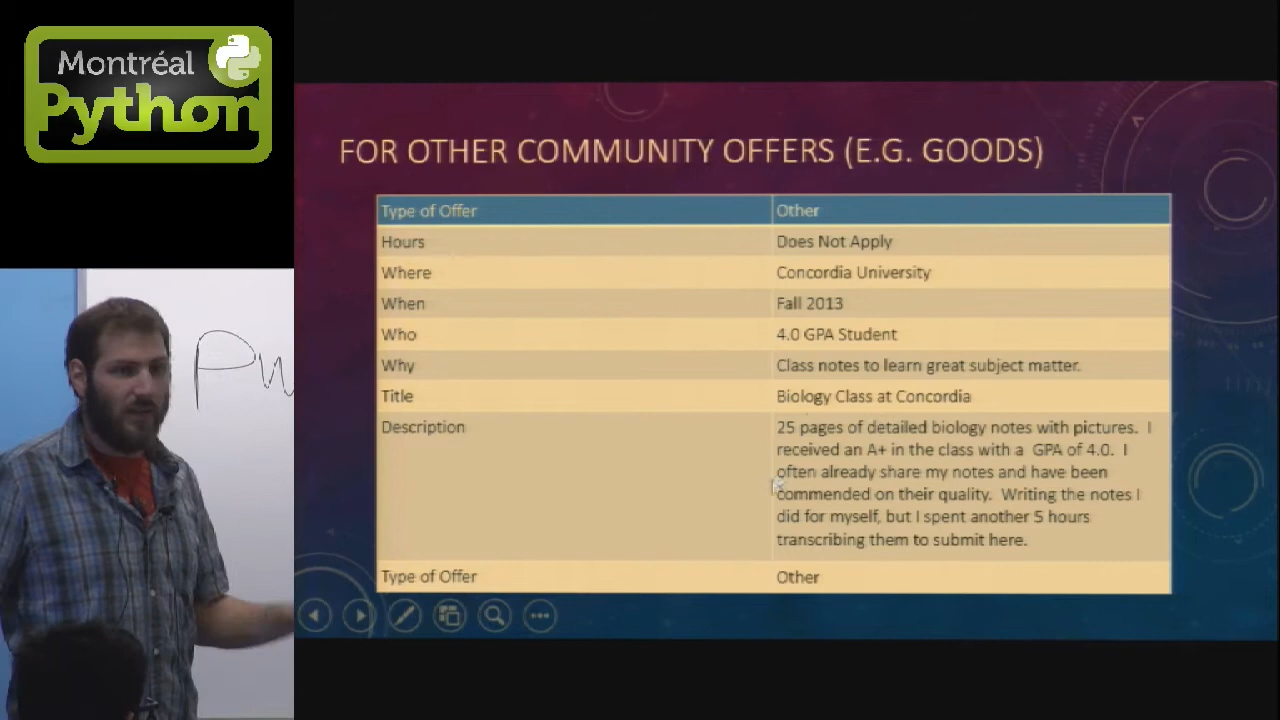 Montréal
Python
FOR OTHER COMMUNITY OFFERS (E.G. GOODS)
Type of Offer Other
Hours Does Not Apply
Where Concordia University
When Fall 2013
Who 4.0 GPA Student
Why Class notes to learn great subject matter.
Title Biology Class at Concordia
Description 25 pages of detailed biology notes with pictures. I
received an A+ in the class with a GPA of 4.0. I
often already share my notes and have been
commended on their quality. Writing the notes I
did for myself, but I spent another 5 hours
transcribing them to submit here.
Type of Offer Other